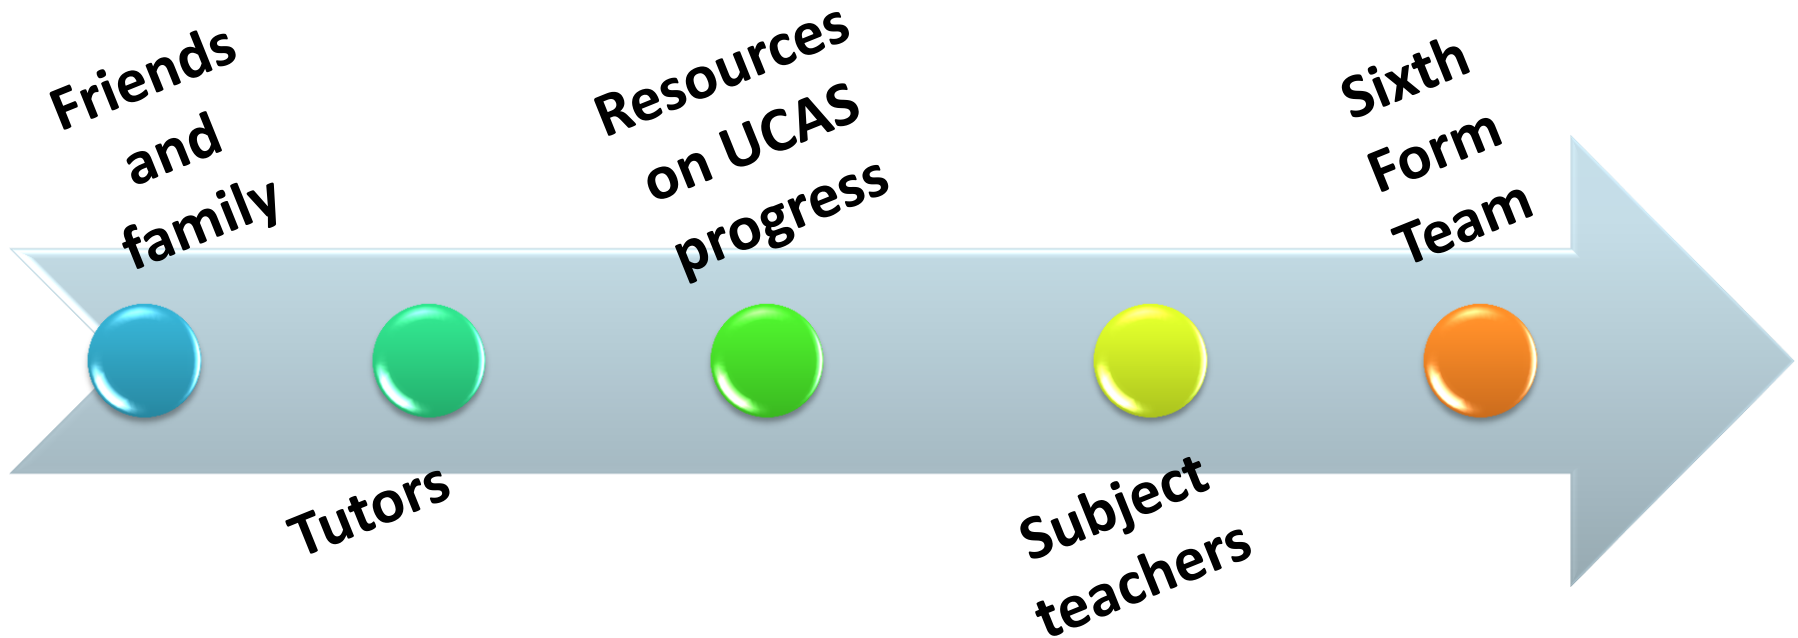 Friends
and
family
Tutors
Resources
on UCAS
progress
Subject
teachers
Sixth
Form
Team